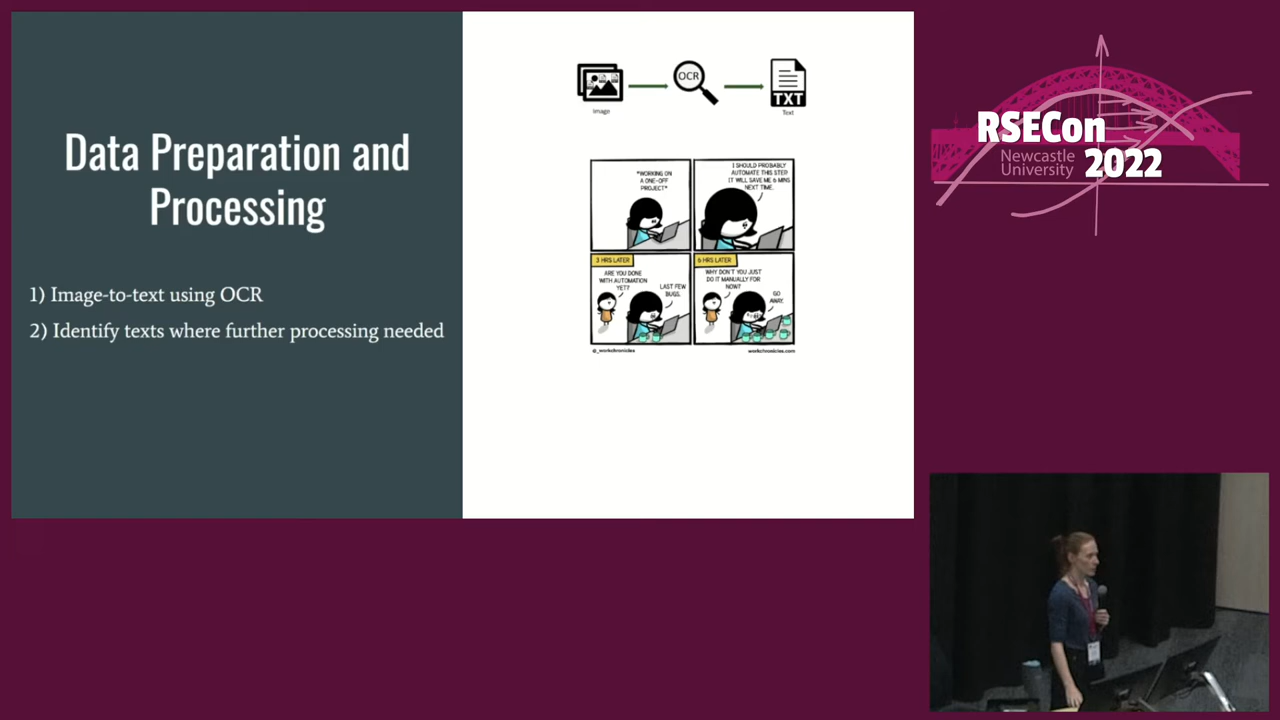 Data Preparation and
Processing
1) Image-to-text using OCR
2) Identify texts where further processing needed
OCR
TXT
Image
Text
*WORKING ON
A ONE-OFF
PROJECT*
I SHOULD PROBABLY
AUTOMATE THIS STEP
IT WILL SAVE ME 6 MINS
NEXT TIME.
3 HRS LATER
ARE YOU DONE
WITH AUTOMATION
YET?
LAST FEW
BUGS.
6 HRS LATER
WHY DON'T YOU JUST
DO IT MANUALLY FOR
NOW?
GO
AWAY.
@_workchronicles
workchronicles.com
RSECon
Newcastle
University
2022